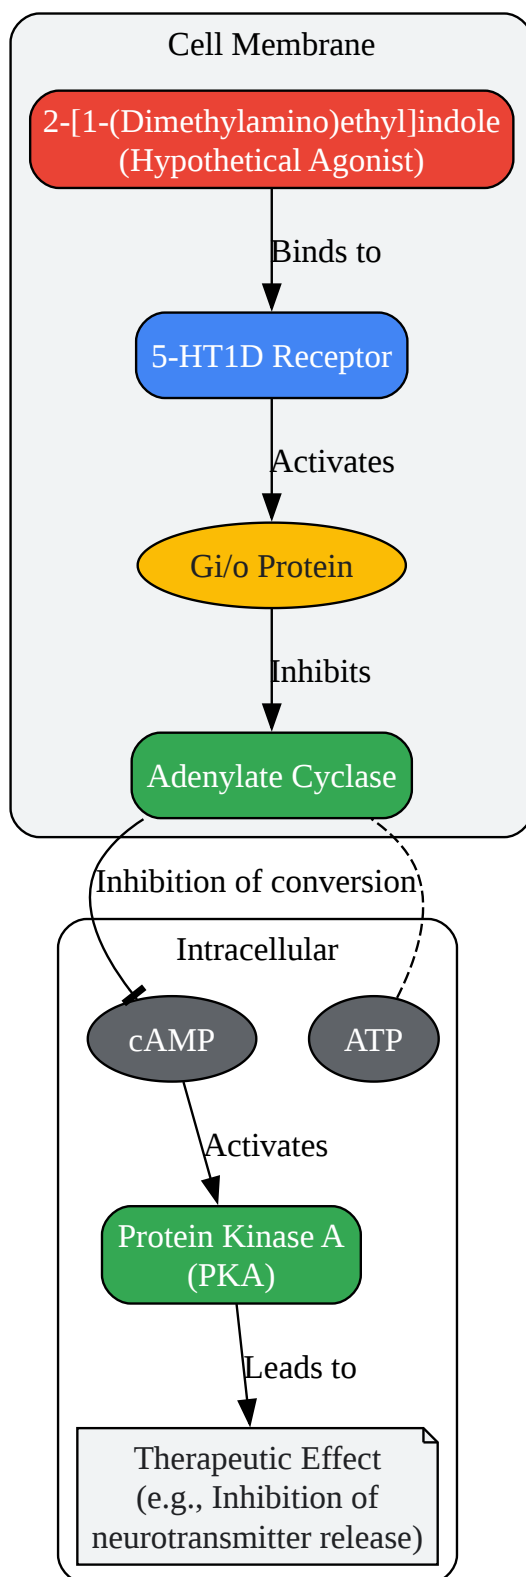 Cell Membrane
2-[1-(Dimethylamino)ethyl]indole
(Hypothetical Agonist)
Binds to
5-HT1D Receptor
Activates
Gi/o Protein
Inhibits
Adenylate Cyclase
Inhibition of conversion
Intracellular
cAMP
ATP
Activates
Protein Kinase A
(PKA)
Leads to
Therapeutic Effect
(e.g., Inhibition of
neurotransmitter release)